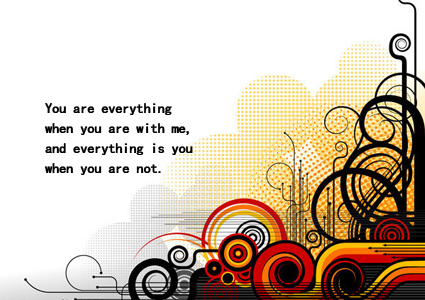 You are everything
when you are with me,
and everything is you
when you are not.